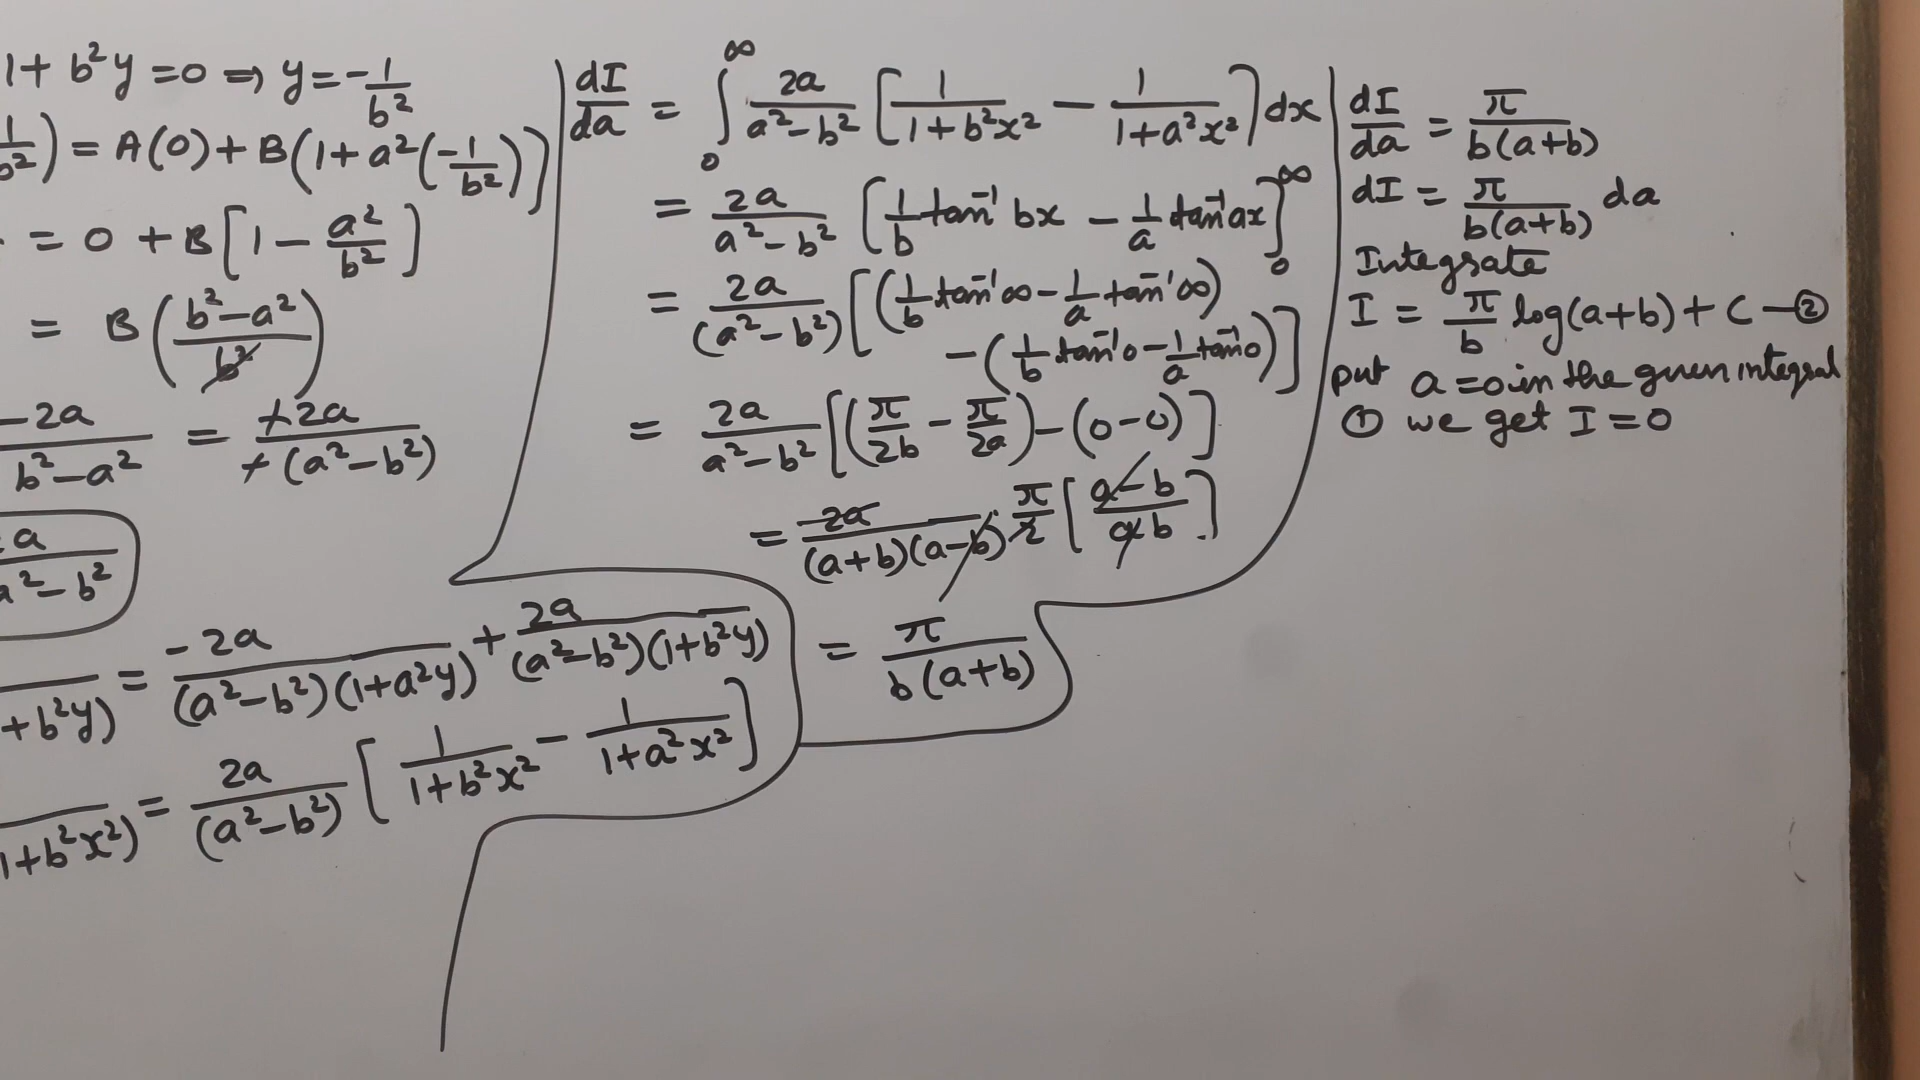 1 + b²y = 0 ⇒ y = -1/b²
1/b²) = A(0) + B(1 + a²(-1/b²))
= 0 + B[1 - a²/b²]
= B((b² - a²)/b²)
-2a/(b² - a²) = +2a/+(a² - b²)
a/(a² - b²)
+ b²y) = -2a/((a² - b²)(1 + a²y)) + 2a/((a² - b²)(1 + b²y))
1 + b²x²) = 2a/(a² - b²) [1/(1 + b²x²) - 1/(1 + a²x²)]
dI/da = ∫₀^∞ 2a/(a² - b²) [1/(1 + b²x²) - 1/(1 + a²x²)] dx
= 2a/(a² - b²) [1/b tan⁻¹ bx - 1/a tan⁻¹ ax]₀^∞
= 2a/(a² - b²) [(1/b tan⁻¹ ∞ - 1/a tan⁻¹ ∞)
- (1/b tan⁻¹ 0 - 1/a tan⁻¹ 0)]
= 2a/(a² - b²) [(π/2b - π/2a) - (0 - 0)]
= 2a/((a + b)(a - b)) · π/2 [(a - b)/ab]
= π/(b(a + b))
dI/da = π/(b(a + b))
dI = π/(b(a + b)) da
Integrate
I = π/b log(a + b) + C — ②
put a = 0 in the given integral
① we get I = 0